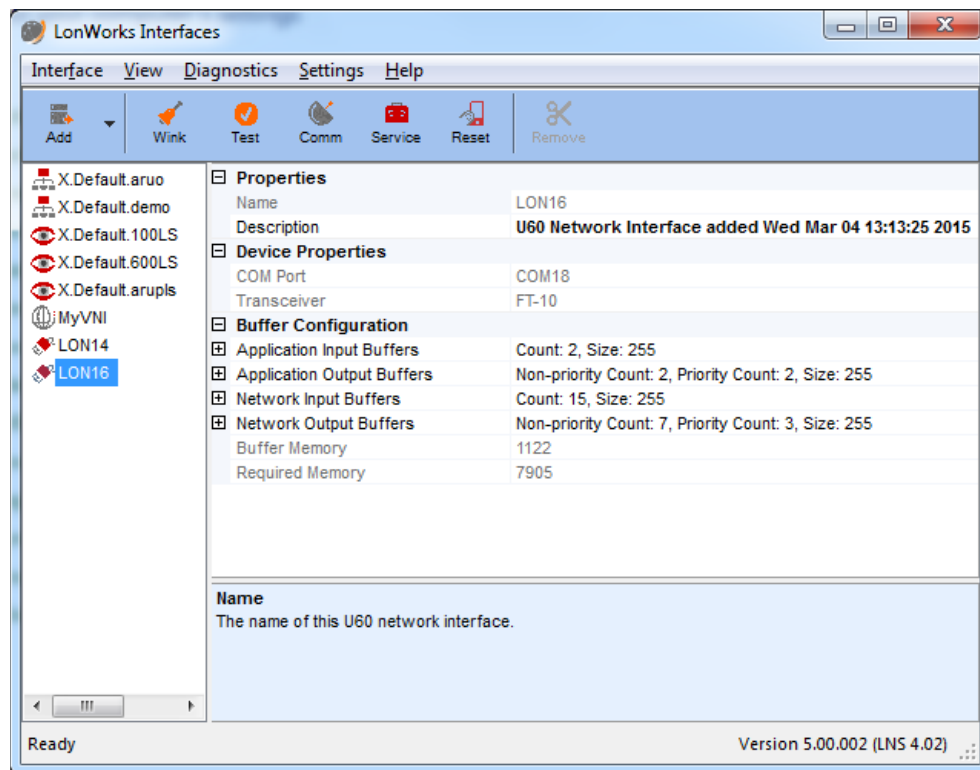 LonWorks Interfaces
Interface View Diagnostics Settings Help
Add Wink Test Comm Service Reset Remove
X.Default.aruo
X.Default.demo
X.Default.100LS
X.Default.600LS
X.Default.arupls
MyVNI
LON14
LON16
Properties
Name LON16
Description U60 Network Interface added Wed Mar 04 13:13:25 2015
Device Properties
COM Port COM18
Transceiver FT-10
Buffer Configuration
Application Input Buffers Count: 2, Size: 255
Application Output Buffers Non-priority Count: 2, Priority Count: 2, Size: 255
Network Input Buffers Count: 15, Size: 255
Network Output Buffers Non-priority Count: 7, Priority Count: 3, Size: 255
Buffer Memory 1122
Required Memory 7905
Name
The name of this U60 network interface.
Ready Version 5.00.002 (LNS 4.02)